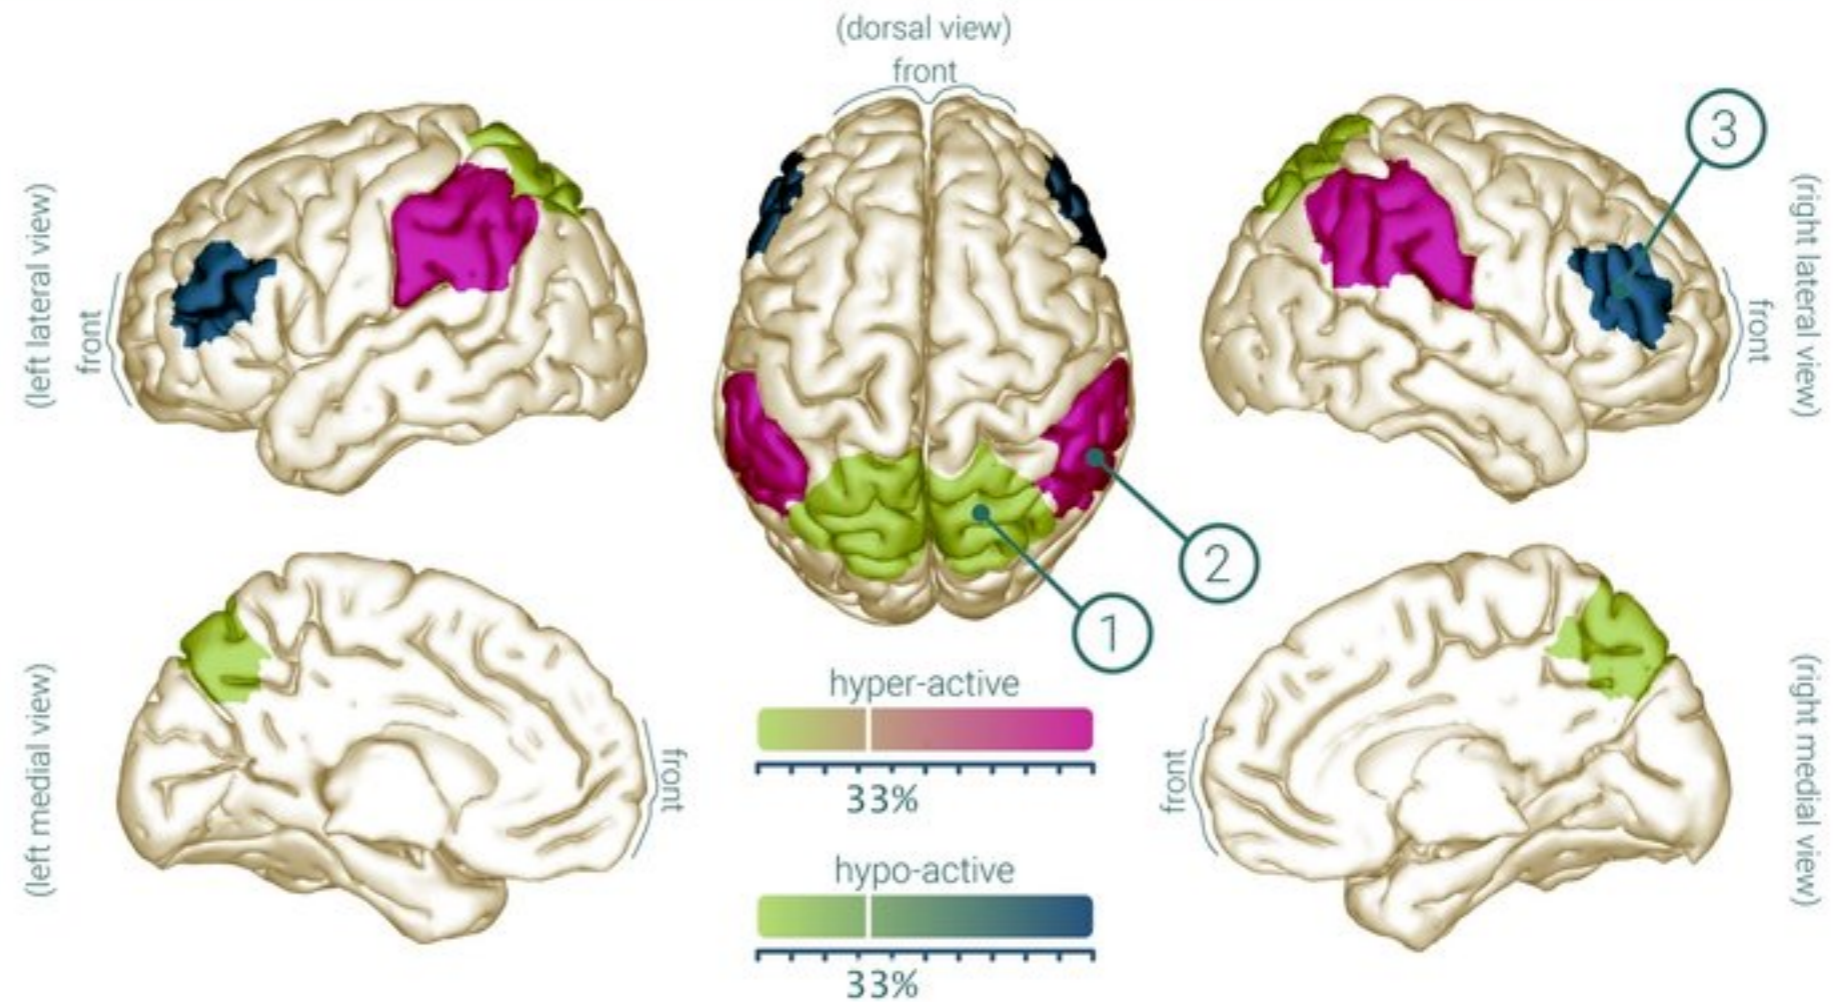 (dorsal view)
front
3
(left lateral view)
front
(right lateral view)
front
2
1
hyper-active
33%
(left medial view)
front
front
(right medial view)
hypo-active
33%